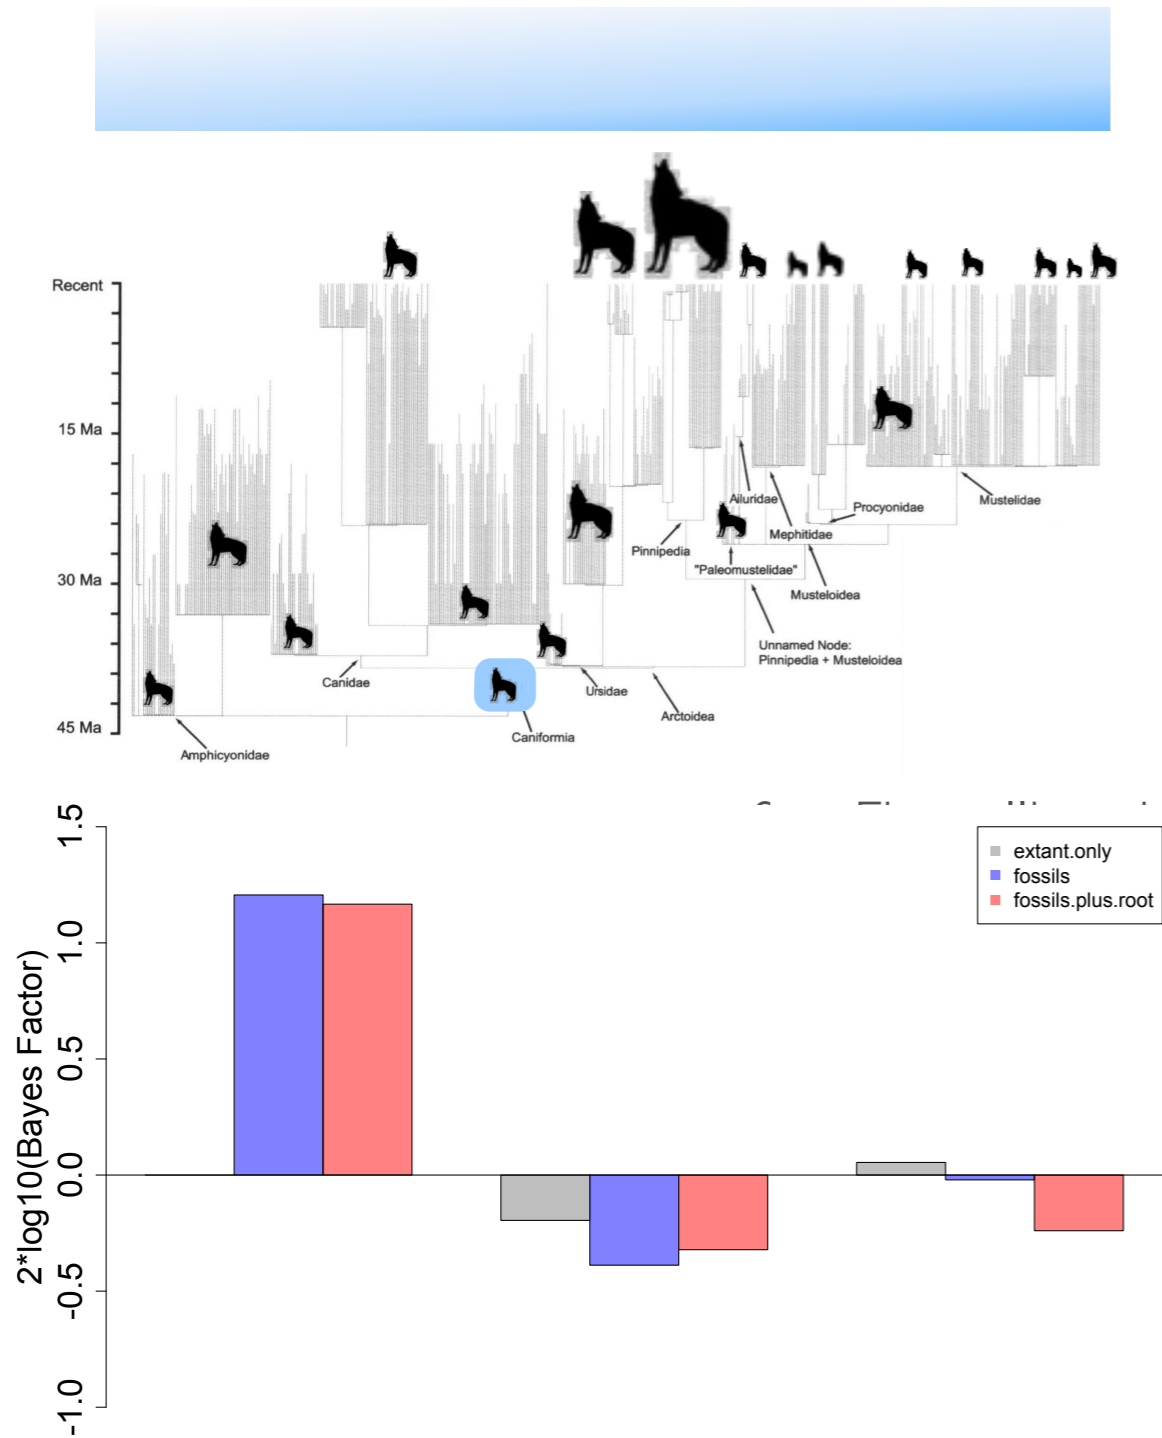 Recent
15 Ma
30 Ma
45 Ma
Ailuridae
Mustelidae
Procyonidae
Mephitidae
Pinnipedia
"Paleomustelidae"
Musteloidea
Unnamed Node:
Pinnipedia + Musteloidea
Canidae
Ursidae
Arctoidea
Caniformia
Amphicyonidae
1.5
1.0
0.5
0.0
-0.5
-1.0
2*log10(Bayes Factor)
extant.only
fossils
fossils.plus.root